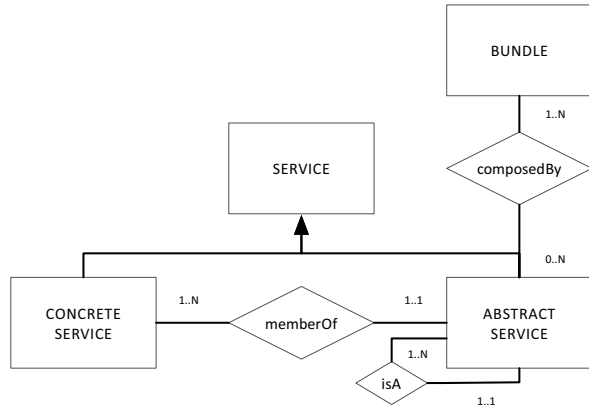 BUNDLE
1..N
composedBy
SERVICE
0..N
CONCRETE
SERVICE
1..N
memberOf
1..1
ABSTRACT
SERVICE
1..N
isA
1..1